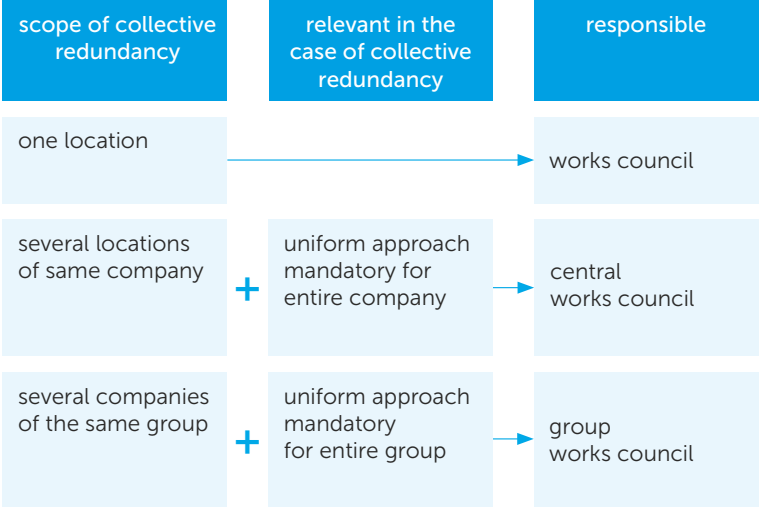 scope of collective
redundancy
relevant in the
case of collective
redundancy
responsible
one location
works council
several locations
of same company
+
uniform approach
mandatory for
entire company
central
works council
several companies
of the same group
+
uniform approach
mandatory
for entire group
group
works council